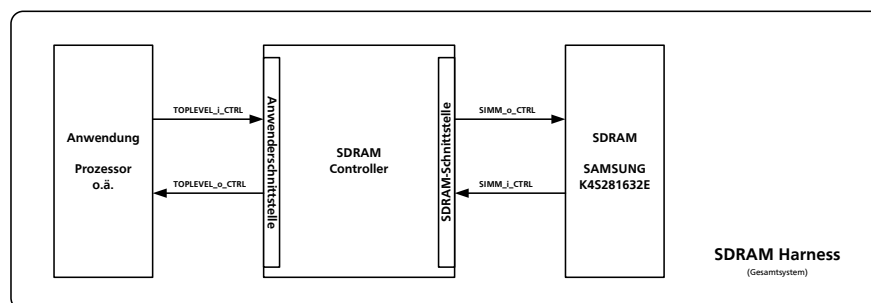 Anwendung
Prozessor
o.ä.
TOPLEVEL_i_CTRL
TOPLEVEL_o_CTRL
Anwenderschnittstelle
SDRAM
Controller
SDRAM-Schnittstelle
SIMM_o_CTRL
SIMM_i_CTRL
SDRAM
SAMSUNG
K4S281632E
SDRAM Harness
(Gesamtsystem)